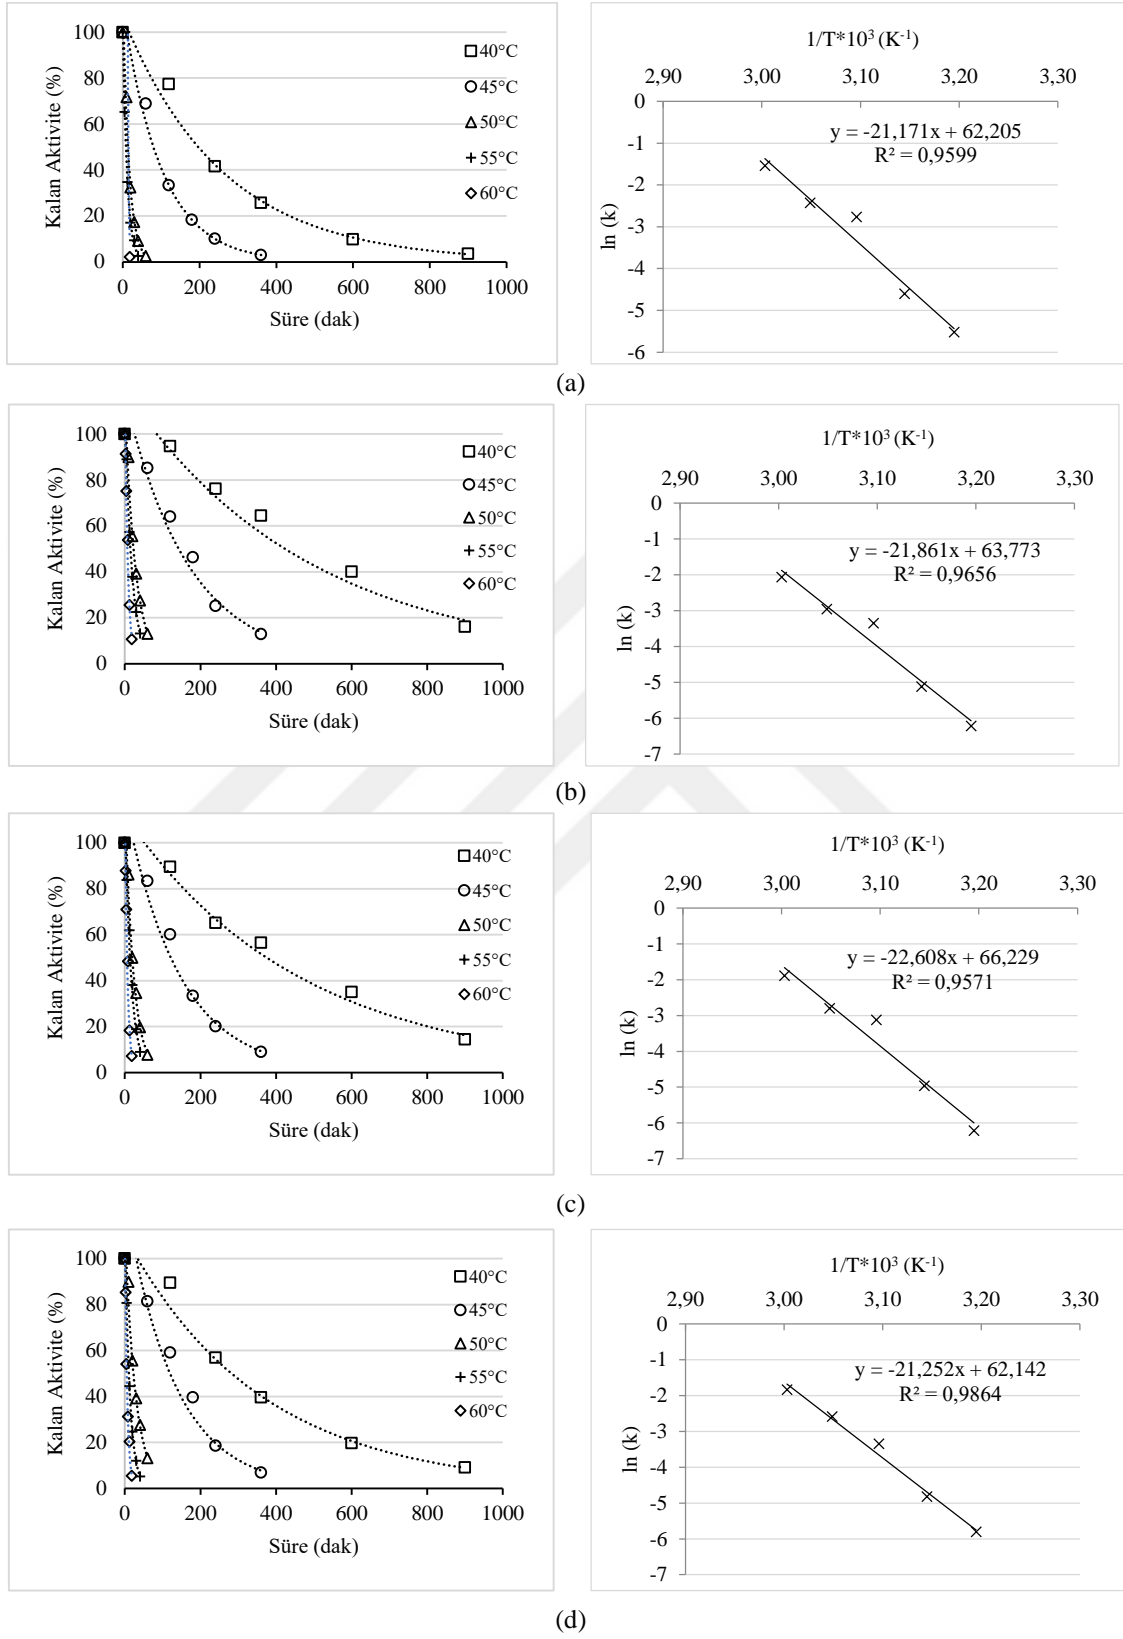 100
80
60
40
20
0
0 200 400 600 800 1000
Kalan Aktivite (%)
Süre (dak)
40°C
45°C
50°C
55°C
60°C
1/T*10³ (K⁻¹)
2,90 3,00 3,10 3,20 3,30
0
-1
-2
-3
-4
-5
-6
ln (k)
y = -21,171x + 62,205
R² = 0,9599
(a)
100
80
60
40
20
0
0 200 400 600 800 1000
Kalan Aktivite (%)
Süre (dak)
40°C
45°C
50°C
55°C
60°C
1/T*10³ (K⁻¹)
2,90 3,00 3,10 3,20 3,30
0
-1
-2
-3
-4
-5
-6
-7
ln (k)
y = -21,861x + 63,773
R² = 0,9656
(b)
100
80
60
40
20
0
0 200 400 600 800 1000
Kalan Aktivite (%)
Süre (dak)
40°C
45°C
50°C
55°C
60°C
1/T*10³ (K⁻¹)
2,90 3,00 3,10 3,20 3,30
0
-1
-2
-3
-4
-5
-6
-7
ln (k)
y = -22,608x + 66,229
R² = 0,9571
(c)
100
80
60
40
20
0
0 200 400 600 800 1000
Kalan Aktivite (%)
Süre (dak)
40°C
45°C
50°C
55°C
60°C
1/T*10³ (K⁻¹)
2,90 3,00 3,10 3,20 3,30
0
-1
-2
-3
-4
-5
-6
-7
ln (k)
y = -21,252x + 62,142
R² = 0,9864
(d)